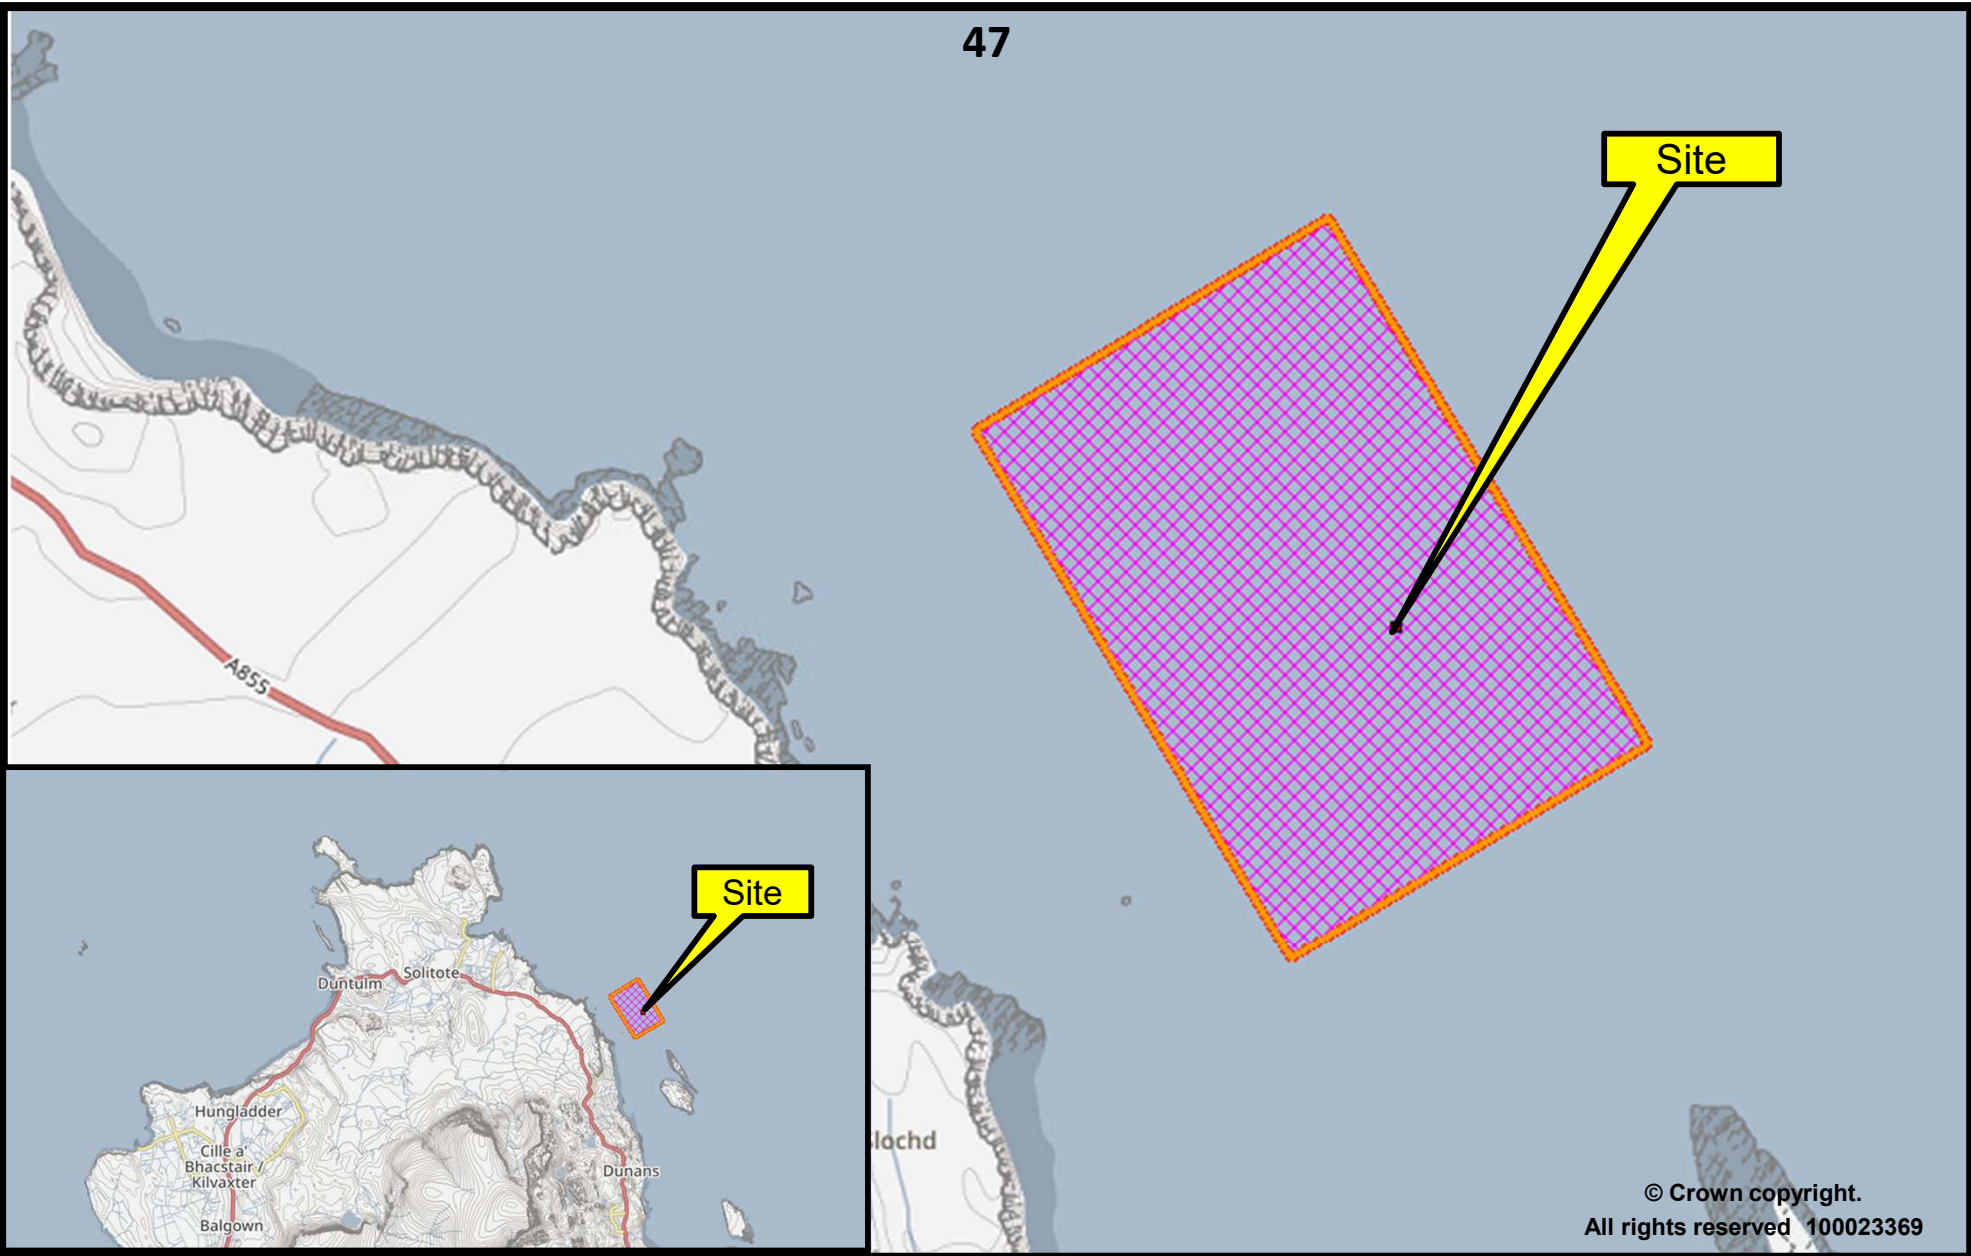 47
Site
A855
Site
Solitote
Duntulm
Hungladder
Cille a'
Bhacstair /
Kilvaxter
Dunans
Balgown
lochd
© Crown copyright.
All rights reserved 100023369